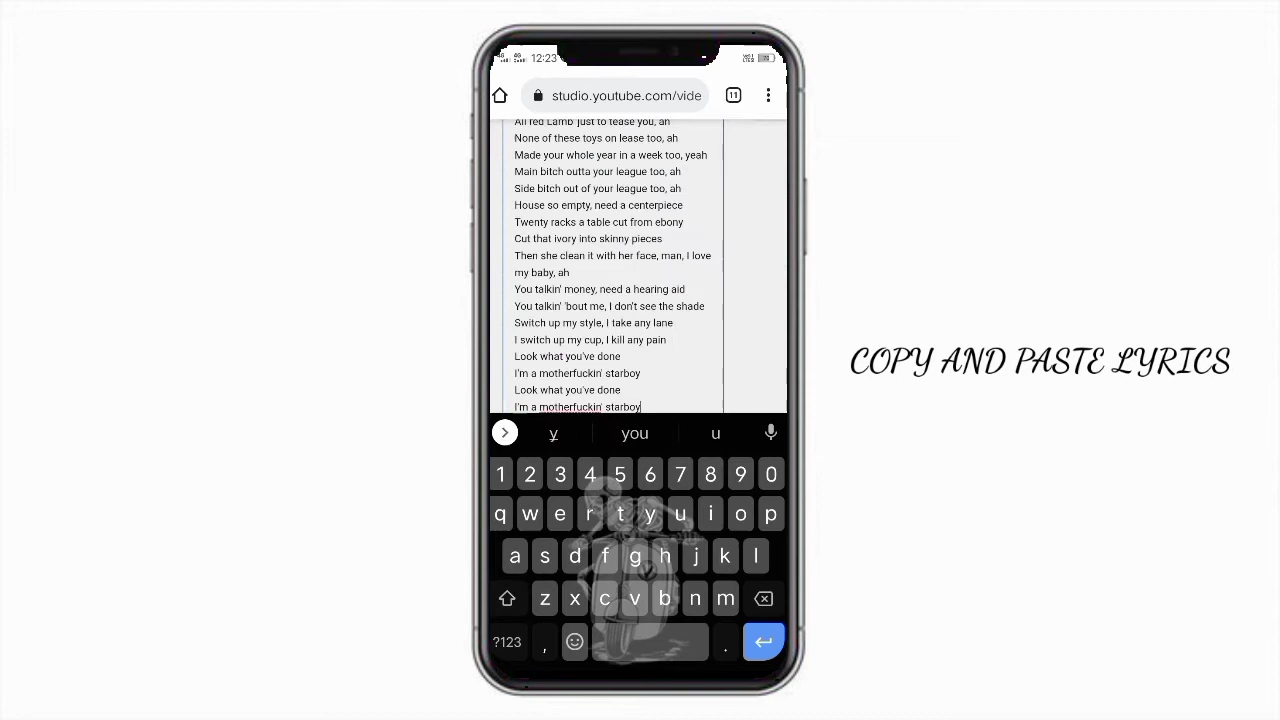 12:23
studio.youtube.com/vide
11
All red Lamb' just to tease you, ah
None of these toys on lease too, ah
Made your whole year in a week too, yeah
Main bitch outta your league too, ah
Side bitch out of your league too, ah
House so empty, need a centerpiece
Twenty racks a table cut from ebony
Cut that ivory into skinny pieces
Then she clean it with her face, man, I love
my baby, ah
You talkin' money, need a hearing aid
You talkin' 'bout me, I don't see the shade
Switch up my style, I take any lane
I switch up my cup, I kill any pain
Look what you've done
I'm a motherfuckin' starboy
Look what you've done
I'm a motherfuckin' starboy
COPY AND PASTE LYRICS
y you u
1 2 3 4 5 6 7 8 9 0
q w e r t y u i o p
a s d f g h j k l
z x c v b n m
?123 , .